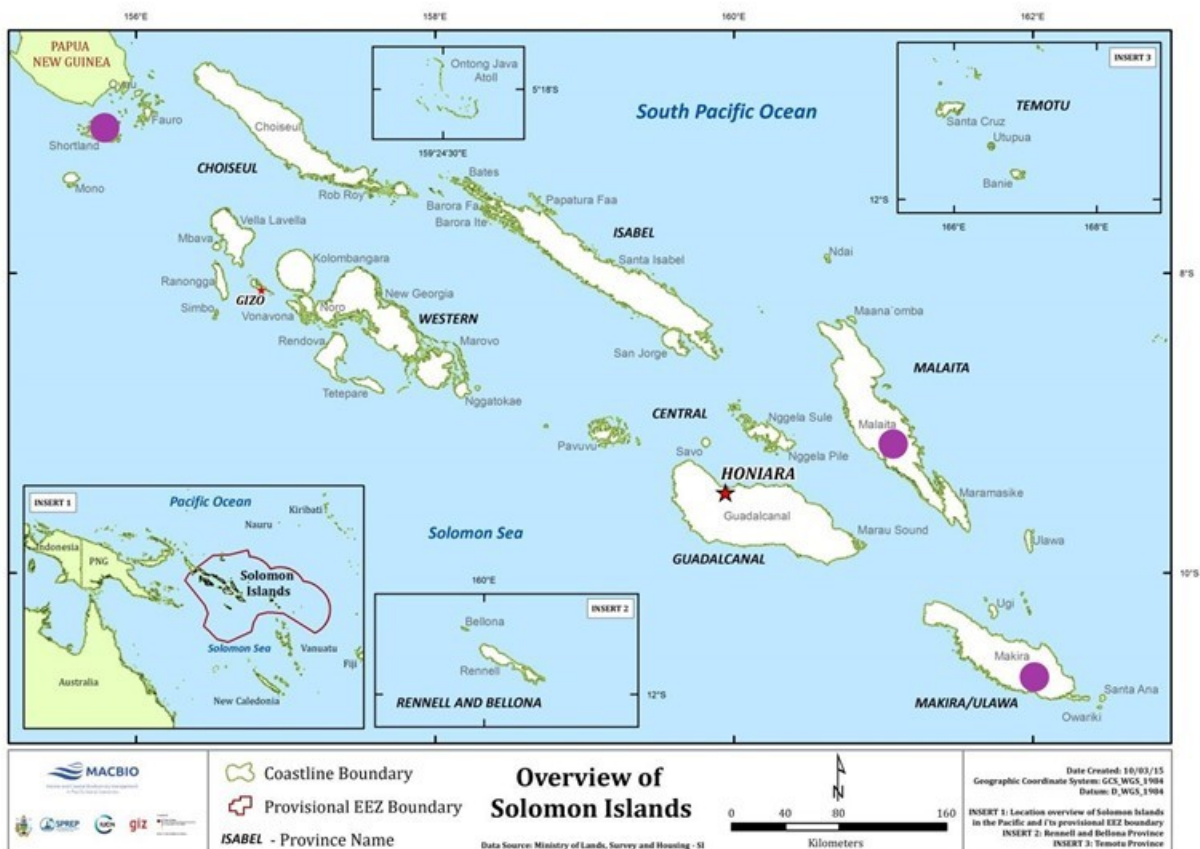 156°E
158°E
160°E
162°E
PAPUA
NEW GUINEA
Ovau
Fauro
Shortland
Mono
Choiseul
CHOISEUL
Rob Roy
Ontong Java
Atoll
5°18'S
159°24'30"E
South Pacific Ocean
INSERT 3
TEMOTU
Santa Cruz
Utupua
Banie
12°S
166°E
168°E
Bates
Barora Fa
Barora Ite
Papatura Faa
ISABEL
Santa Isabel
San Jorge
Vella Lavella
Mbava
Ranongga
Simbo
GIZO
Kolombangara
Vonavona
Noro
New Georgia
WESTERN
Rendova
Marovo
Tetepare
Nggatokae
Ndai
8°S
Maana`omba
MALAITA
Malaita
Maramasike
CENTRAL
Nggela Sule
Nggela Pile
Pavuvu
Savo
HONIARA
Guadalcanal
Marau Sound
GUADALCANAL
Ulawa
10°S
Ugi
Makira
MAKIRA/ULAWA
Santa Ana
Owariki
Solomon Sea
INSERT 1
Pacific Ocean
Kiribati
Nauru
Indonesia
PNG
Solomon
Islands
Solomon Sea
Vanuatu
Fiji
Australia
New Caledonia
160°E
INSERT 2
Bellona
Rennell
12°S
RENNELL AND BELLONA
MACBIO
SPREP
IUCN
giz
Coastline Boundary
Provisional EEZ Boundary
ISABEL - Province Name
Overview of
Solomon Islands
Data Source: Ministry of Lands, Survey and Housing - SI
N
0 40 80 160
Kilometers
Date Created: 10/03/15
Geographic Coordinate System: GCS_WGS_1984
Datum: D_WGS_1984
INSERT 1: Location overview of Solomon Islands
in the Pacific and i'ts provisional EEZ boundary
INSERT 2: Rennell and Bellona Province
INSERT 3: Temotu Province